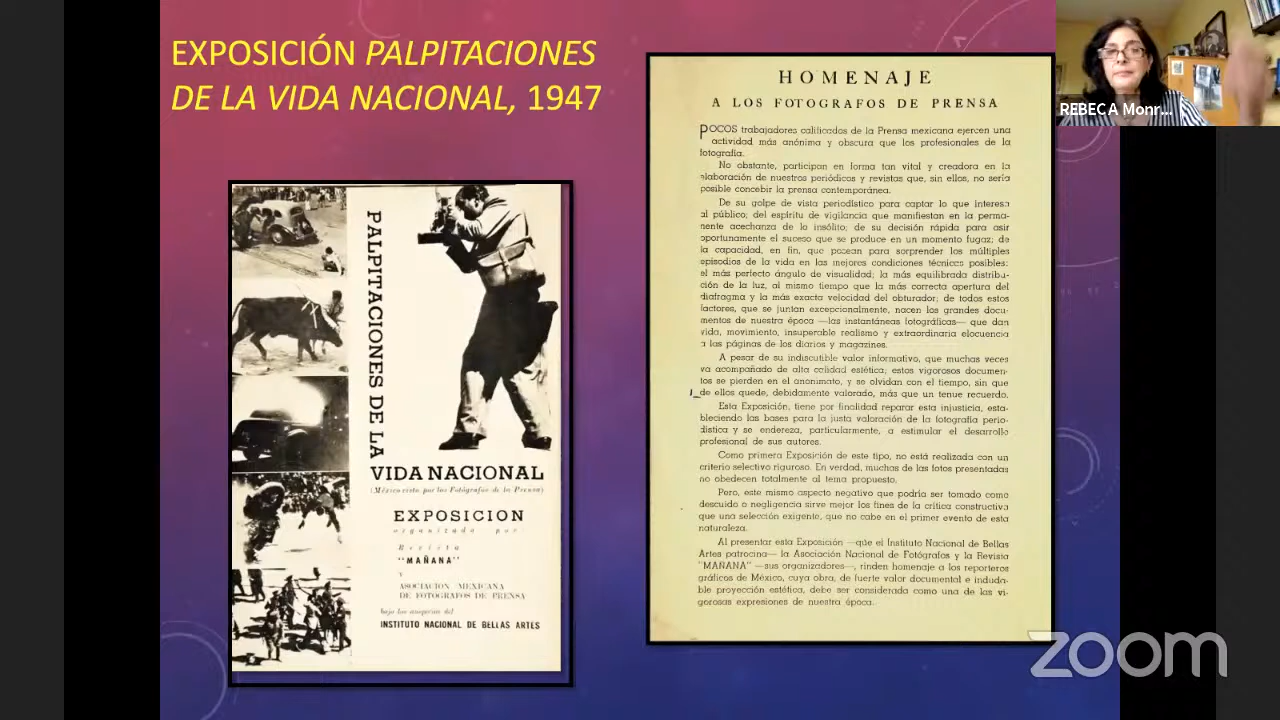 EXPOSICIÓN PALPITACIONES
DE LA VIDA NACIONAL, 1947
PALPITACIONES DE LA
VIDA NACIONAL
(México visto por los Fotógrafos de la Prensa)
EXPOSICION
organizada por
Revista
"MAÑANA"
Y
ASOCIACION MEXICANA
DE FOTOGRAFOS DE PRENSA
bajo los auspicios del
INSTITUTO NACIONAL DE BELLAS ARTES
HOMENAJE
A LOS FOTOGRAFOS DE PRENSA
POCOS trabajadores calificados de la Prensa mexicana ejercen una
actividad más anónima y obscura que los profesionales de la
fotografía.
No obstante, participan en forma tan vital y creadora en la
elaboración de nuestros periódicos y revistas que, sin ellos, no sería
posible concebir la prensa contemporánea.
De su golpe de vista periodístico para captar lo que interesa
al público; del espíritu de vigilancia que manifiestan en la perma-
nente acechanza de lo insólito; de su decisión rápida para asir
oportunamente el suceso que se produce en un momento fugaz; de
la capacidad, en fin, que poseen para sorprender los múltiples
episodios de la vida en las mejores condiciones técnicas posibles:
el más perfecto ángulo de visualidad; la más equilibrada distribu-
ción de la luz, al mismo tiempo que la más correcta apertura del
diafragma y la más exacta velocidad del obturador; de todos estos
factores, que se juntan excepcionalmente, nacen los grandes docu-
mentos de nuestra época —las instantáneas fotográficas— que dan
vida, movimiento, insuperable realismo y extraordinaria elocuencia
a las páginas de los diarios y magazines.
A pesar de su indiscutible valor informativo, que muchas veces
va acompañado de alta calidad estética, estos vigorosos documen-
tos se pierden en el anonimato, y se olvidan con el tiempo, sin que
de ellos quede, debidamente valorado, más que un tenue recuerdo.
Esta Exposición, tiene por finalidad reparar esta injusticia, esta-
bleciendo las bases para la justa valoración de la fotografía perio-
dística y se endereza, particularmente, a estimular el desarrollo
profesional de sus autores.
Como primera Exposición de este tipo, no está realizada con un
criterio selectivo riguroso. En verdad, muchas de las fotos presentadas
no obedecen totalmente al tema propuesto.
Pero, este mismo aspecto negativo que podría ser tomado como
descuido o negligencia sirve mejor los fines de la crítica constructiva
que una selección exigente, que no cabe en el primer evento de esta
naturaleza.
Al presentar esta Exposición —que el Instituto Nacional de Bellas
Artes patrocina— la Asociación Nacional de Fotógrafos y la Revista
"MAÑANA" —sus organizadores—, rinden homenaje a los reporteros
gráficos de México, cuya obra, de fuerte valor documental e induda-
ble proyección estética, debe ser considerada como una de las vi-
gorosas expresiones de nuestra época.
REBECA Monr...
zoom